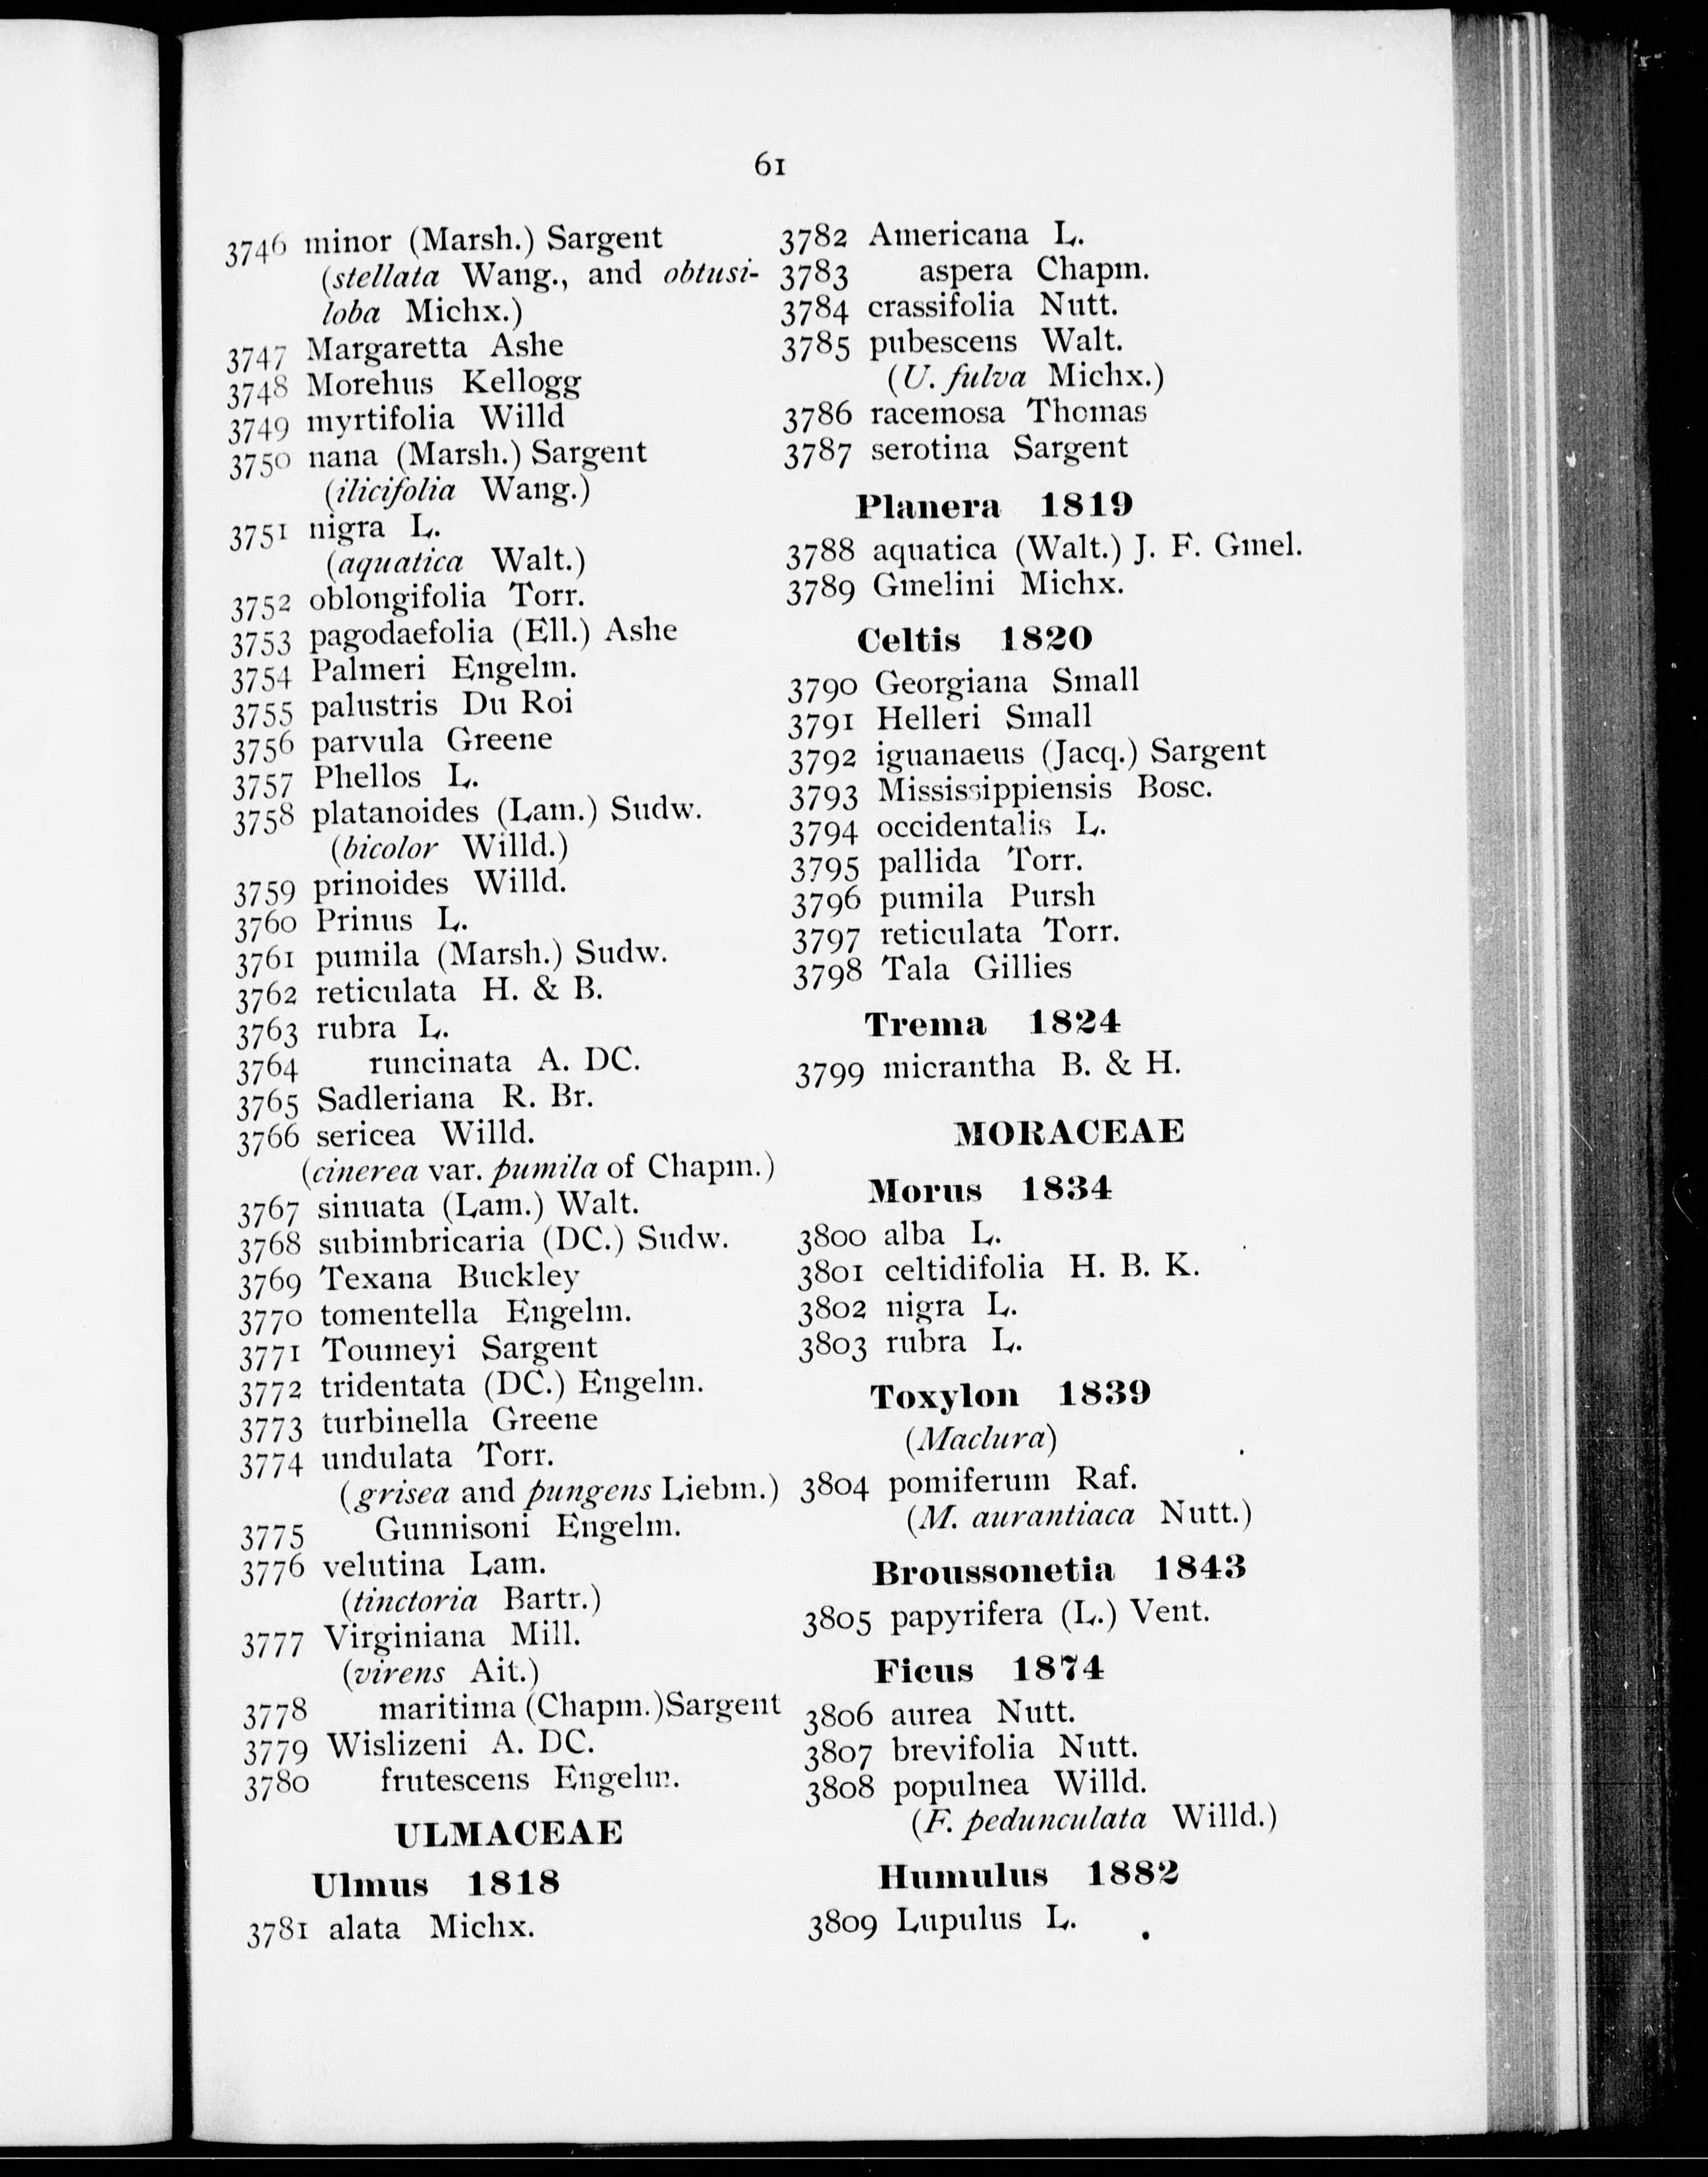 61
3746 minor (Marsh.) Sargent
(stellata Wang., and obtusi-
loba Michx.)
3747 Margaretta Ashe
3748 Morehus Kellogg
3749 myrtifolia Willd
3750 nana (Marsh.) Sargent
(ilicifolia Wang.)
3751 nigra L.
(aquatica Walt.)
3752 oblongifolia Torr.
3753 pagodaefolia (Ell.) Ashe
3754 Palmeri Engelm.
3755 palustris Du Roi
3756 parvula Greene
3757 Phellos L.
3758 platanoides (Lam.) Sudw.
(bicolor Willd.)
3759 prinoides Willd.
3760 Prinus L.
3761 pumila (Marsh.) Sudw.
3762 reticulata H. & B.
3763 rubra L.
3764 runcinata A. DC.
3765 Sadleriana R. Br.
3766 sericea Willd.
(cinerea var. pumila of Chapm.)
3767 sinuata (Lam.) Walt.
3768 subimbricaria (DC.) Sudw.
3769 Texana Buckley
3770 tomentella Engelm.
3771 Toumeyi Sargent
3772 tridentata (DC.) Engelm.
3773 turbinella Greene
3774 undulata Torr.
(grisea and pungens Liebm.)
3775 Gunnisoni Engelm.
3776 velutina Lam.
(tinctoria Bartr.)
3777 Virginiana Mill.
(virens Ait.)
3778 maritima (Chapm.)Sargent
3779 Wislizeni A. DC.
3780 frutescens Engelm.
ULMACEAE
Ulmus 1818
3781 alata Michx.
3782 Americana L.
3783 aspera Chapm.
3784 crassifolia Nutt.
3785 pubescens Walt.
(U. fulva Michx.)
3786 racemosa Thomas
3787 serotina Sargent
Planera 1819
3788 aquatica (Walt.) J. F. Gmel.
3789 Gmelini Michx.
Celtis 1820
3790 Georgiana Small
3791 Helleri Small
3792 iguanaeus (Jacq.) Sargent
3793 Mississippiensis Bosc.
3794 occidentalis L.
3795 pallida Torr.
3796 pumila Pursh
3797 reticulata Torr.
3798 Tala Gillies
Trema 1824
3799 micrantha B. & H.
MORACEAE
Morus 1834
3800 alba L.
3801 celtidifolia H. B. K.
3802 nigra L.
3803 rubra L.
Toxylon 1839
(Maclura)
3804 pomiferum Raf.
(M. aurantiaca Nutt.)
Broussonetia 1843
3805 papyrifera (L.) Vent.
Ficus 1874
3806 aurea Nutt.
3807 brevifolia Nutt.
3808 populnea Willd.
(F. pedunculata Willd.)
Humulus 1882
3809 Lupulus L.